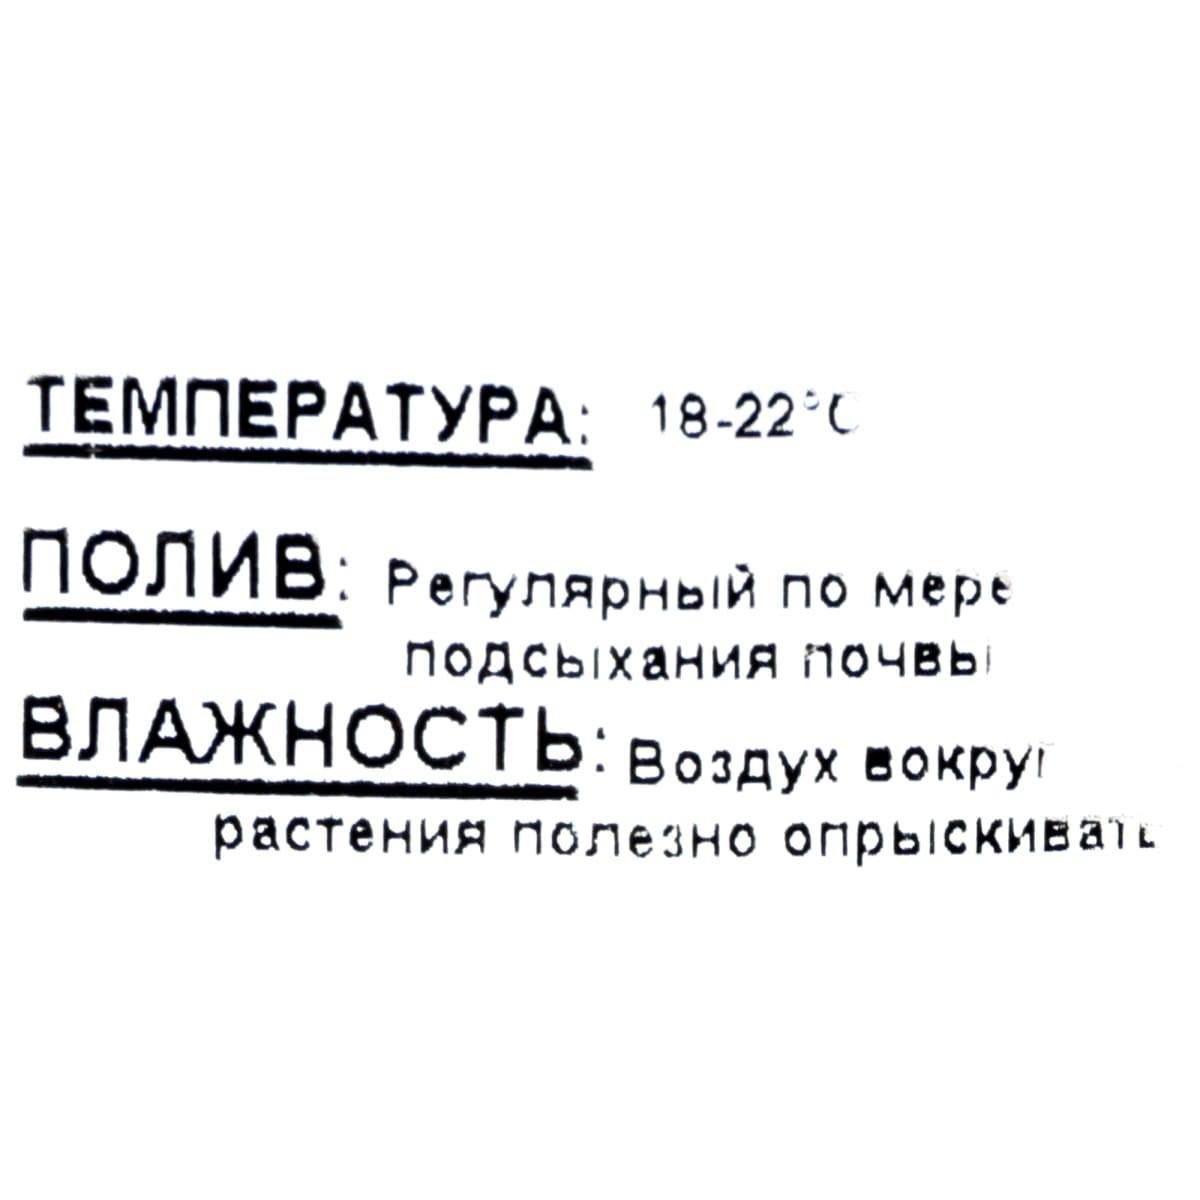 ТЕМПЕРАТУРА: 18-22°C
ПОЛИВ: Регулярный по мере
подсыхания почвы
ВЛАЖНОСТЬ: Воздух вокруг
растения полезно опрыскивать